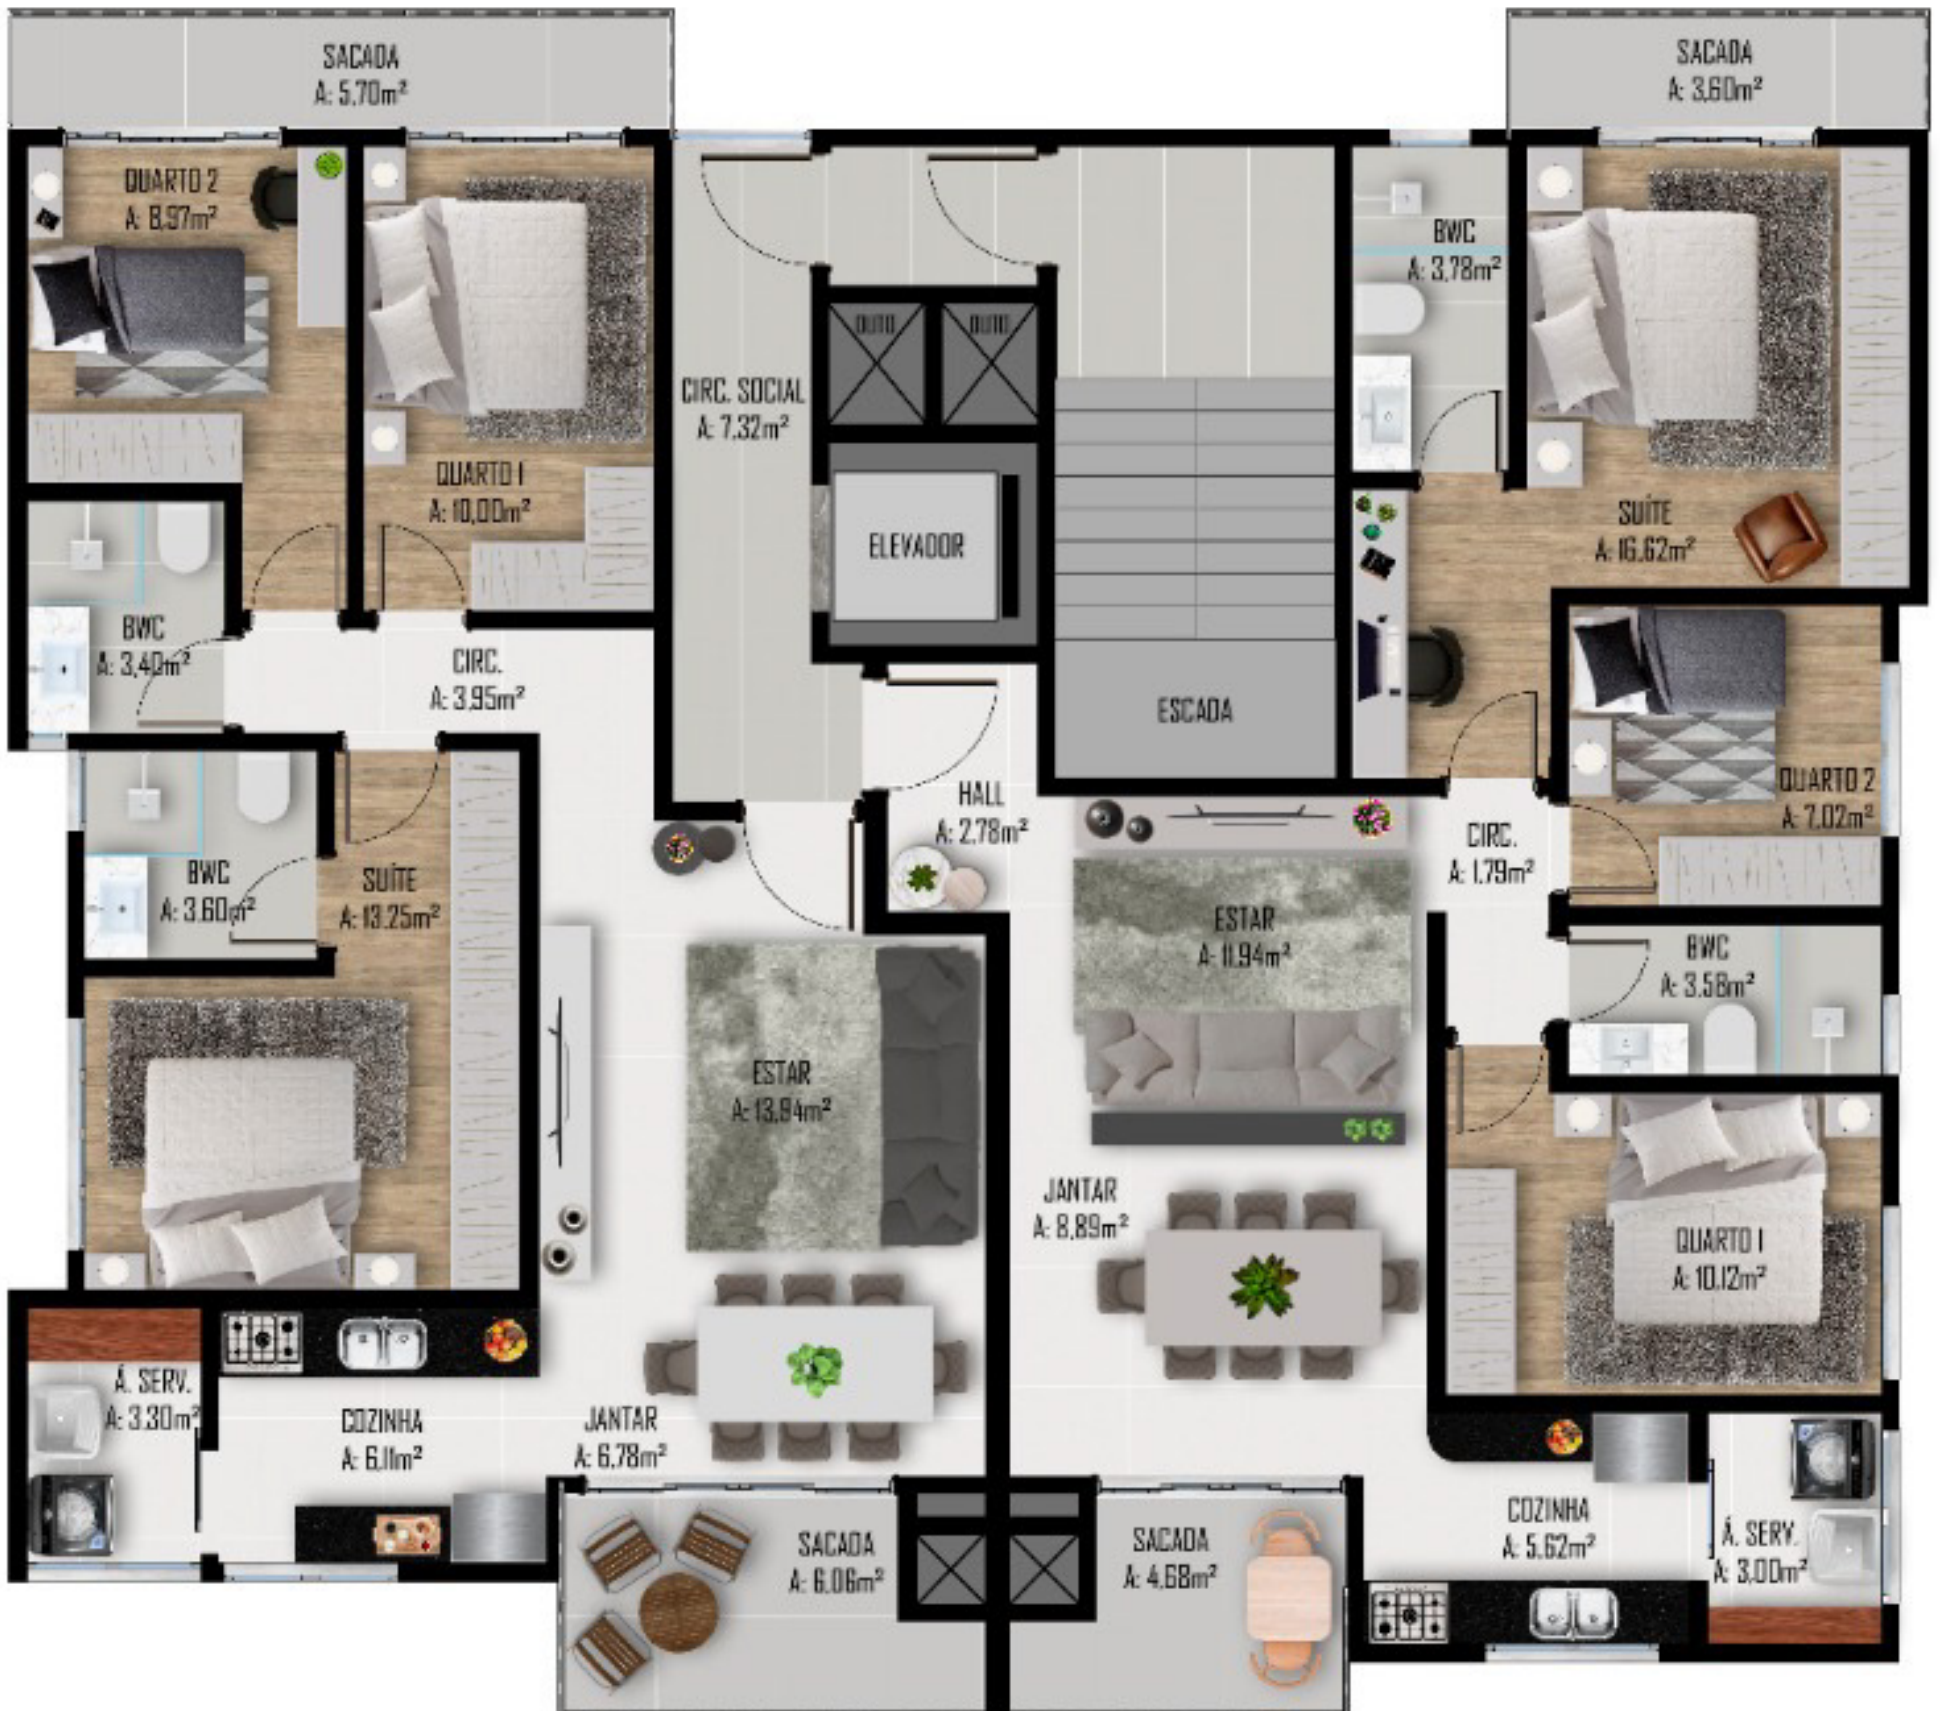 SACADA
A: 5,70m²
SACADA
A: 3,60m²
QUARTO 2
A: 8,97m²
BWC
A: 3,78m²
DUTO
DUTO
CIRC. SOCIAL
A: 7,32m²
QUARTO 1
A: 10,00m²
SUÍTE
A: 16,62m²
ELEVADOR
BWC
A: 3,40m²
CIRC.
A: 3,95m²
ESCADA
HALL
A: 2,78m²
QUARTO 2
A: 7,02m²
CIRC.
A: 1,79m²
BWC
A: 3,60m²
SUÍTE
A: 13,25m²
ESTAR
A: 11,94m²
BWC
A: 3,58m²
ESTAR
A: 13,94m²
JANTAR
A: 8,89m²
QUARTO 1
A: 10,12m²
Á. SERV.
A: 3,30m²
COZINHA
A: 6,11m²
JANTAR
A: 6,78m²
SACADA
A: 6,06m²
SACADA
A: 4,68m²
COZINHA
A: 5,62m²
Á. SERV.
A: 3,00m²